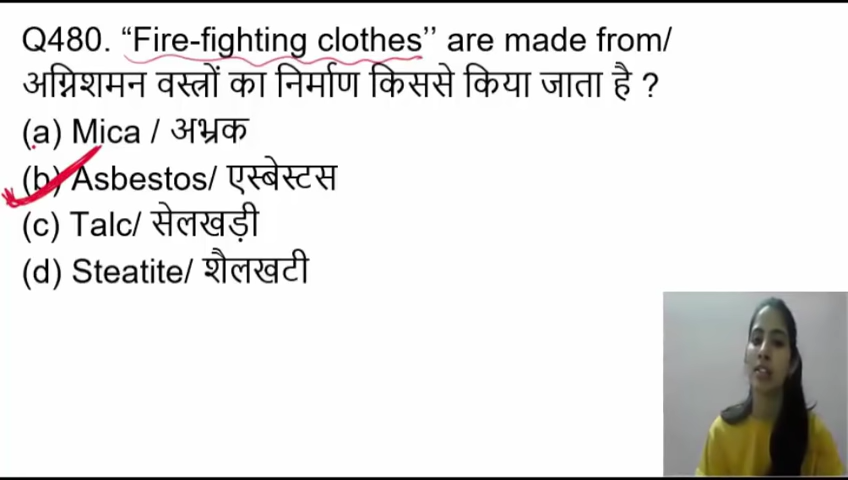 Q480. “Fire-fighting clothes’’ are made from/
अग्निशमन वस्त्रों का निर्माण किससे किया जाता है ?
(a) Mica / अभ्रक
(b) Asbestos/ एस्बेस्टस
(c) Talc/ सेलखड़ी
(d) Steatite/ शैलखटी